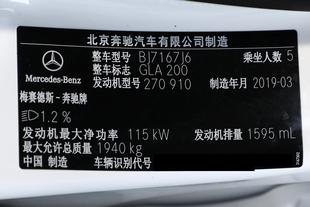 北京奔驰汽车有限公司制造
整车型号 BJ7167J6 乘坐人数 5
整车标志 GLA 200
发动机型号 270 910 制造年月 2019-03
Mercedes-Benz
梅赛德斯-奔驰牌
1.2 %
发动机最大净功率 115 kW 发动机排量 1595 mL
最大允许总质量 1940 kg
中国 制造 车辆识别代号